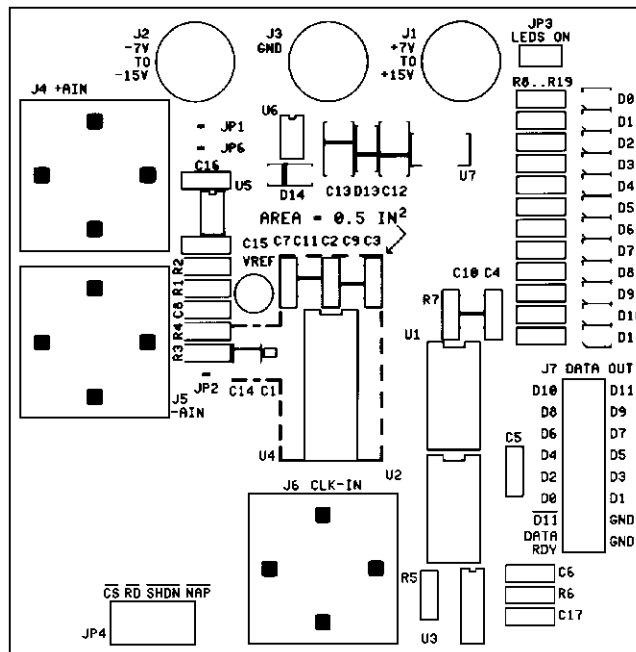 J2
-7V
TO
-15V
J3
GND
J1
+7V
TO
+15V
JP3
LEDS ON
J4 +AIN
R8..R19
D0
D1
D2
D3
D4
D5
D6
D7
D8
D9
D10
D1
JP1
JP6
U6
C16
U5
D14
C13
D13
C12
U7
AREA = 0.5 IN²
C15
C7
C11
C2
C9
C3
VREF
R2
R1
C8
R4
R3
C10
C4
R7
U1
JP2
C14
C1
J5
-AIN
U4
U2
J7 DATA OUT
D10
D11
D8
D9
D6
D7
D4
D5
D2
D3
D0
D1
D11
GND
DATA
RDY
GND
C5
J6 CLK-IN
R5
U3
C6
R6
C17
CS RD SHDN NAP
JP4